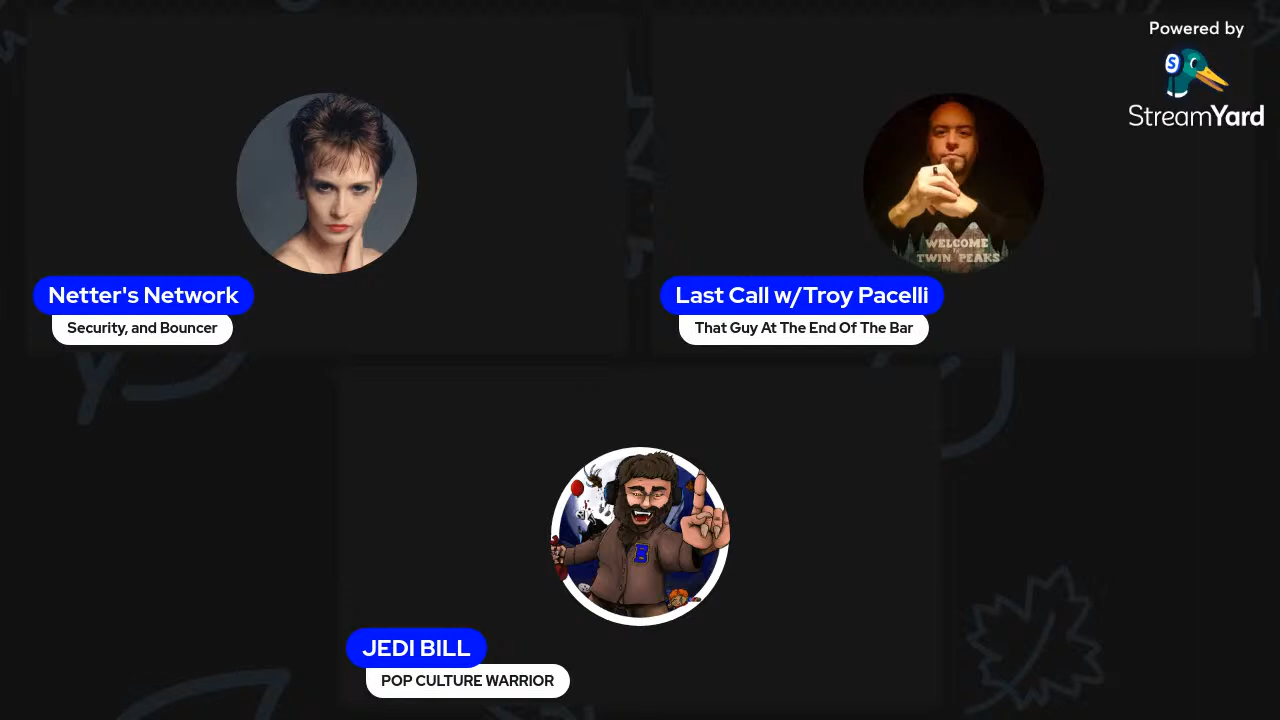 Powered by
StreamYard
Netter's Network
Security, and Bouncer
WELCOME
TWIN PEAKS
Last Call w/Troy Pacelli
That Guy At The End Of The Bar
JEDI BILL
POP CULTURE WARRIOR